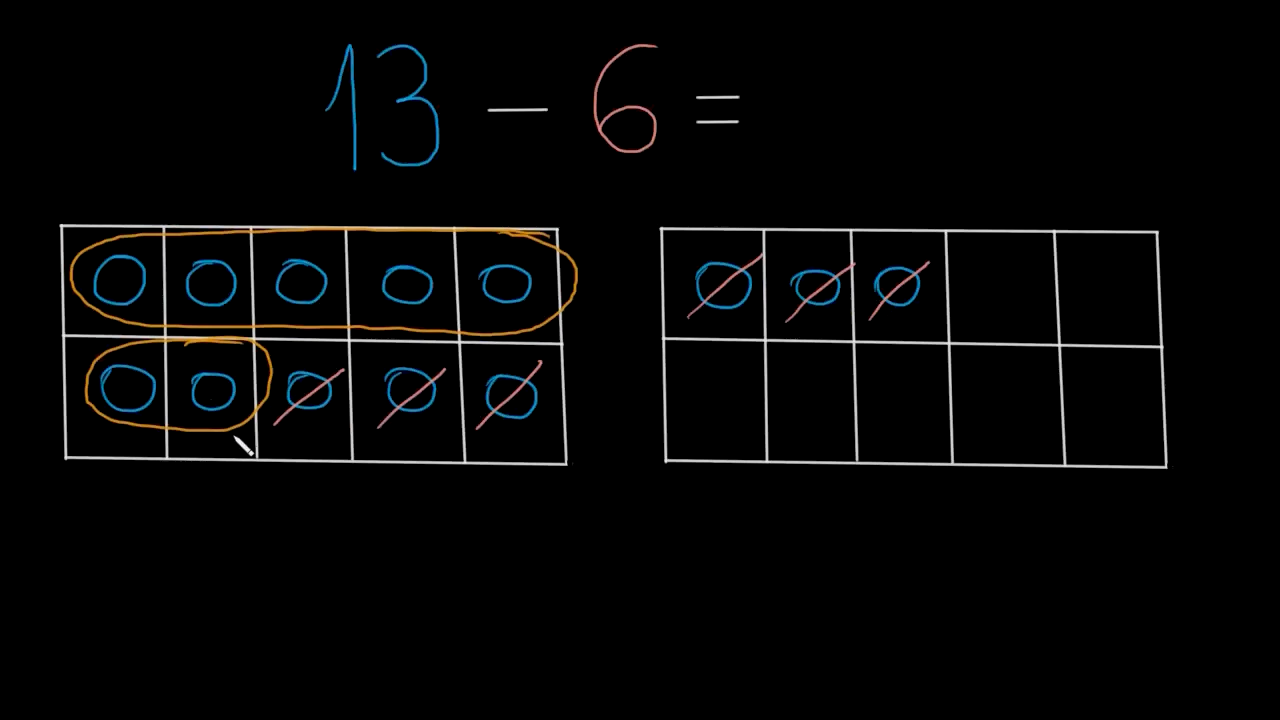 13 − 6 =